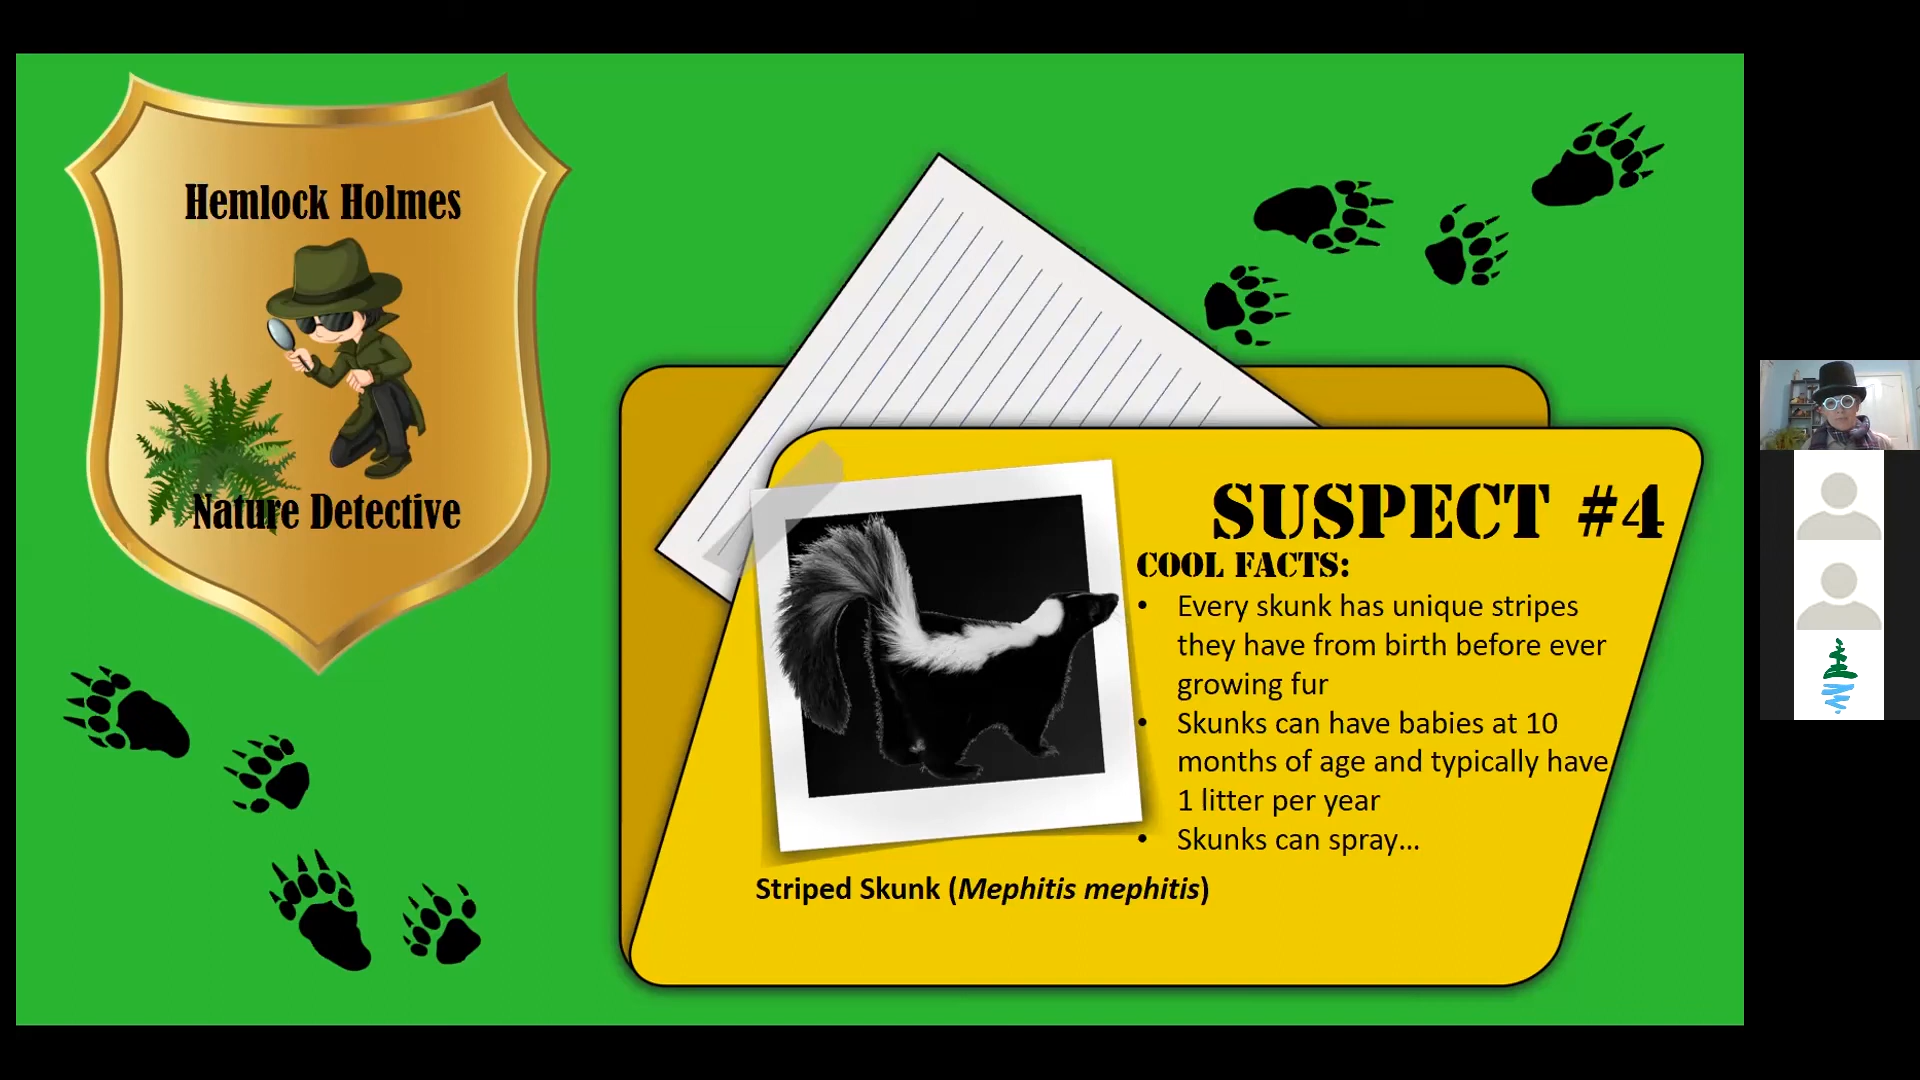 Hemlock Holmes
Nature Detective
SUSPECT #4
COOL FACTS:
• Every skunk has unique stripes
they have from birth before ever
growing fur
• Skunks can have babies at 10
months of age and typically have
1 litter per year
• Skunks can spray...
Striped Skunk (Mephitis mephitis)